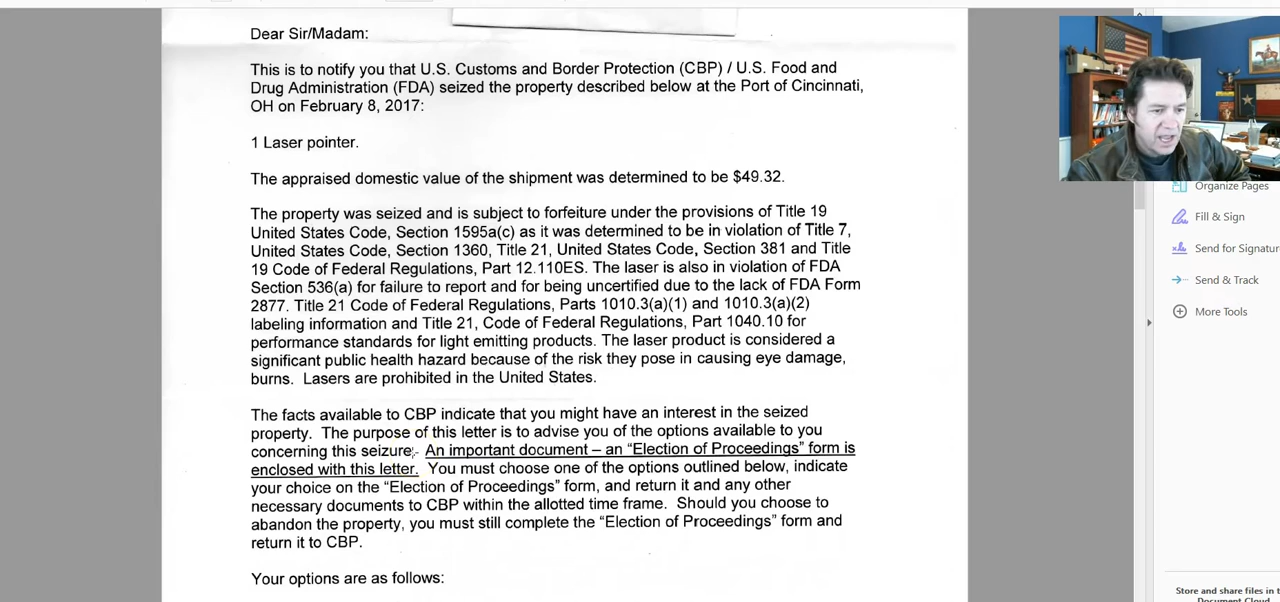 Dear Sir/Madam:
This is to notify you that U.S. Customs and Border Protection (CBP) / U.S. Food and
Drug Administration (FDA) seized the property described below at the Port of Cincinnati,
OH on February 8, 2017:
1 Laser pointer.
The appraised domestic value of the shipment was determined to be $49.32.
The property was seized and is subject to forfeiture under the provisions of Title 19
United States Code, Section 1595a(c) as it was determined to be in violation of Title 7,
United States Code, Section 1360, Title 21, United States Code, Section 381 and Title
19 Code of Federal Regulations, Part 12.110ES. The laser is also in violation of FDA
Section 536(a) for failure to report and for being uncertified due to the lack of FDA Form
2877. Title 21 Code of Federal Regulations, Parts 1010.3(a)(1) and 1010.3(a)(2)
labeling information and Title 21, Code of Federal Regulations, Part 1040.10 for
performance standards for light emitting products. The laser product is considered a
significant public health hazard because of the risk they pose in causing eye damage,
burns. Lasers are prohibited in the United States.
The facts available to CBP indicate that you might have an interest in the seized
property. The purpose of this letter is to advise you of the options available to you
concerning this seizure. An important document – an “Election of Proceedings” form is
enclosed with this letter. You must choose one of the options outlined below, indicate
your choice on the “Election of Proceedings” form, and return it and any other
necessary documents to CBP within the allotted time frame. Should you choose to
abandon the property, you must still complete the “Election of Proceedings” form and
return it to CBP.
Your options are as follows:
Organize Pages
Fill & Sign
Send for Signatur
Send & Track
More Tools
Store and share files in t
Document Cloud